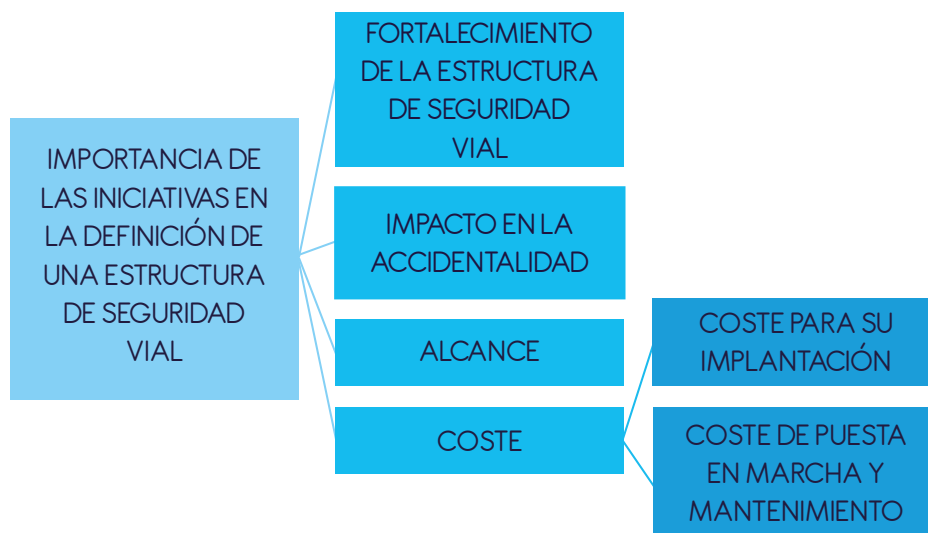 IMPORTANCIA DE
LAS INICIATIVAS EN
LA DEFINICIÓN DE
UNA ESTRUCTURA
DE SEGURIDAD
VIAL
FORTALECIMIENTO
DE LA ESTRUCTURA
DE SEGURIDAD
VIAL
IMPACTO EN LA
ACCIDENTALIDAD
ALCANCE
COSTE
COSTE PARA SU
IMPLANTACIÓN
COSTE DE PUESTA
EN MARCHA Y
MANTENIMIENTO